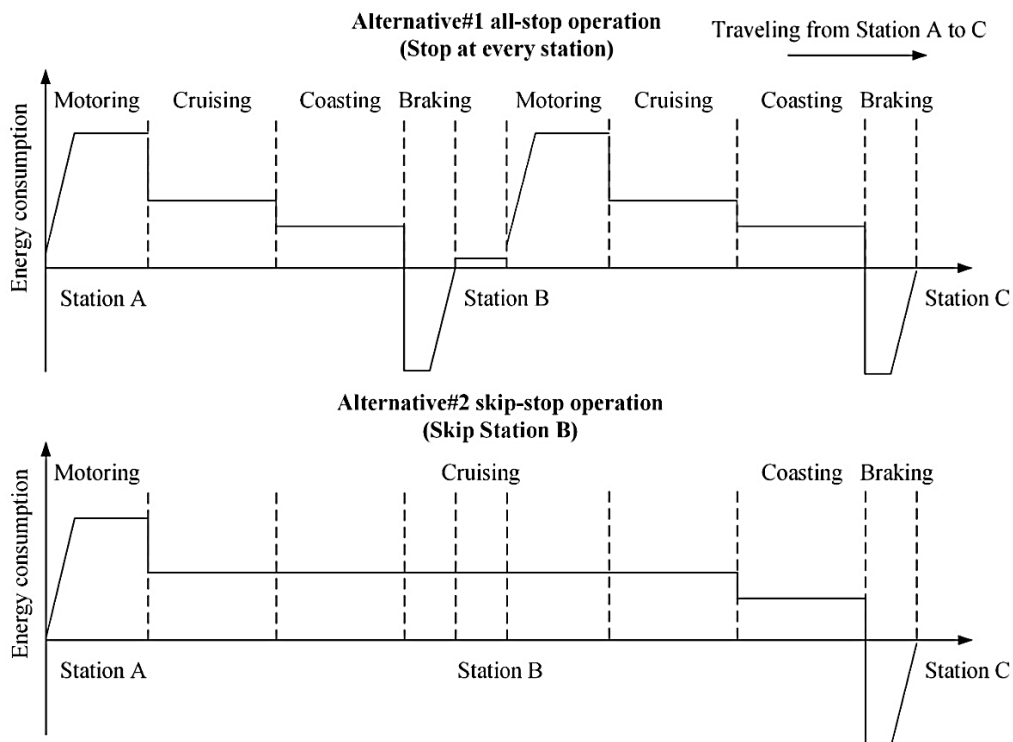 Alternative#1 all-stop operation
(Stop at every station)
Traveling from Station A to C
Motoring Cruising Coasting Braking Motoring Cruising Coasting Braking
Energy consumption
Station A Station B Station C
Alternative#2 skip-stop operation
(Skip Station B)
Motoring Cruising Coasting Braking
Energy consumption
Station A Station B Station C